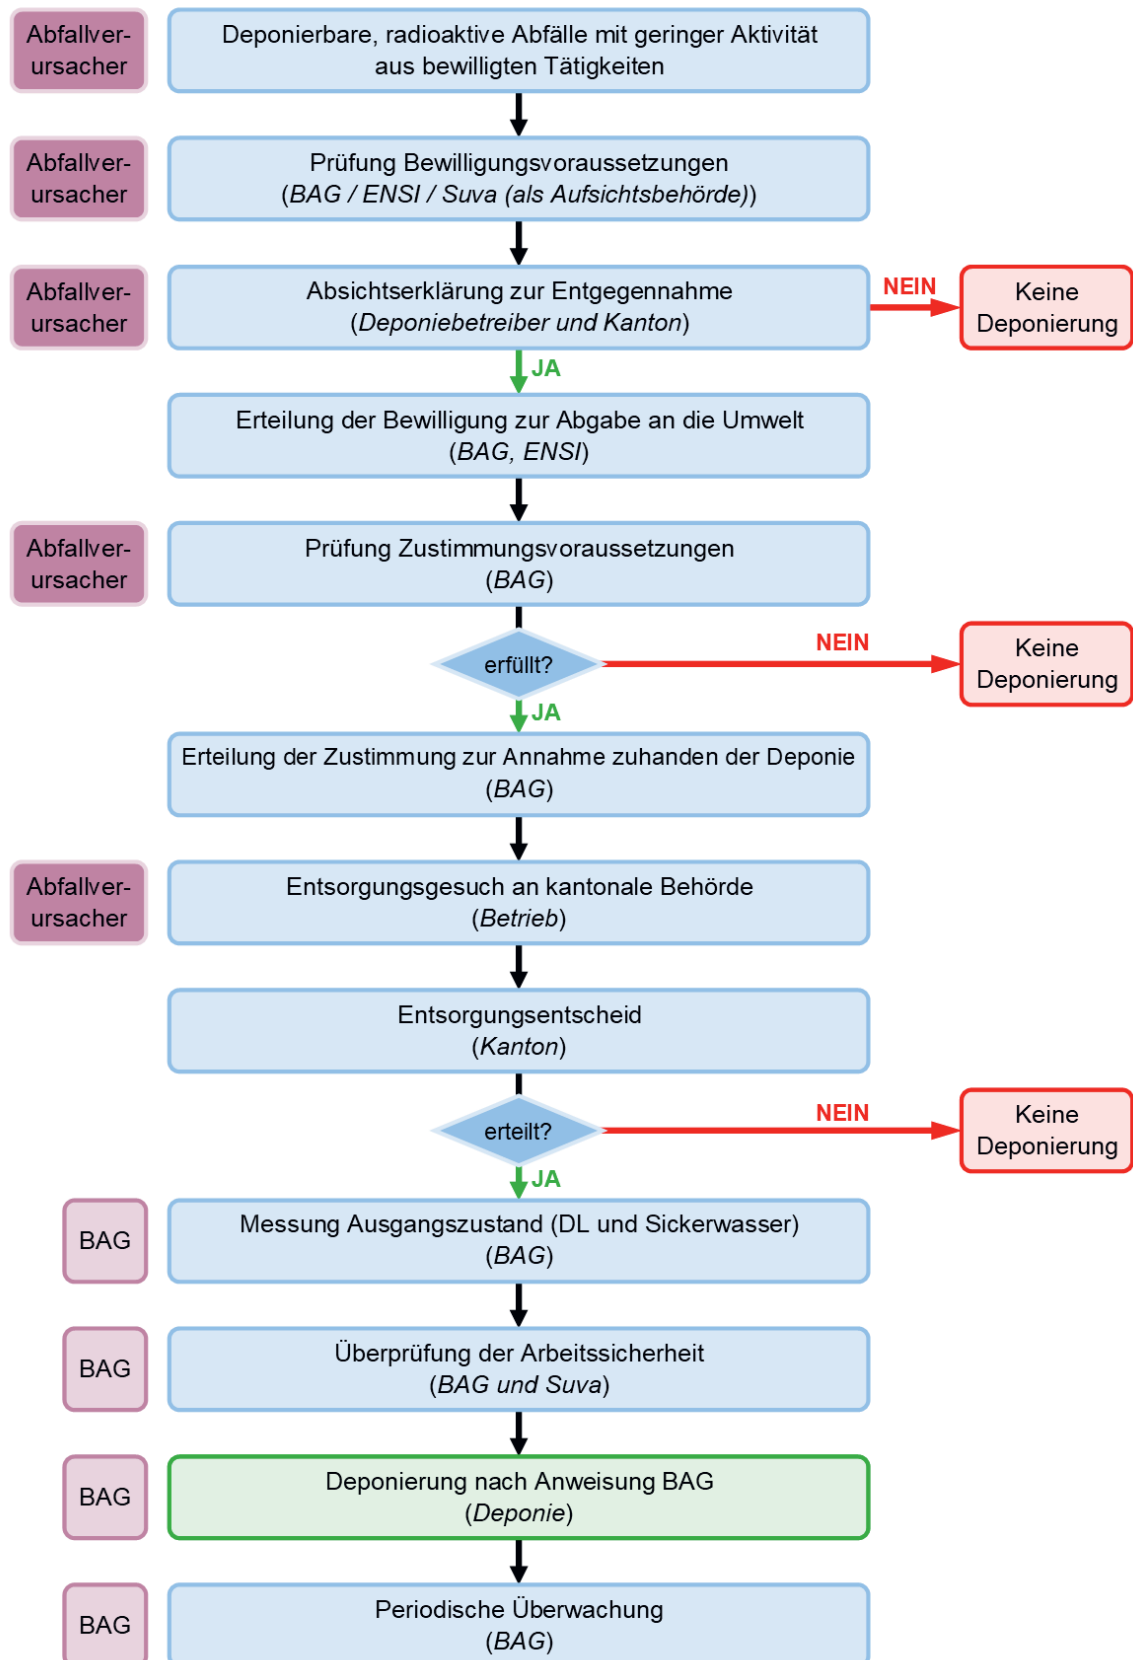 Abfallver-
ursacher
Deponierbare, radioaktive Abfälle mit geringer Aktivität
aus bewilligten Tätigkeiten
Abfallver-
ursacher
Prüfung Bewilligungsvoraussetzungen
(BAG / ENSI / Suva (als Aufsichtsbehörde))
Abfallver-
ursacher
Absichtserklärung zur Entgegennahme
(Deponiebetreiber und Kanton)
NEIN
Keine
Deponierung
JA
Erteilung der Bewilligung zur Abgabe an die Umwelt
(BAG, ENSI)
Abfallver-
ursacher
Prüfung Zustimmungsvoraussetzungen
(BAG)
erfüllt?
NEIN
Keine
Deponierung
JA
Erteilung der Zustimmung zur Annahme zuhanden der Deponie
(BAG)
Abfallver-
ursacher
Entsorgungsgesuch an kantonale Behörde
(Betrieb)
Entsorgungsentscheid
(Kanton)
erteilt?
NEIN
Keine
Deponierung
JA
BAG
Messung Ausgangszustand (DL und Sickerwasser)
(BAG)
BAG
Überprüfung der Arbeitssicherheit
(BAG und Suva)
BAG
Deponierung nach Anweisung BAG
(Deponie)
BAG
Periodische Überwachung
(BAG)